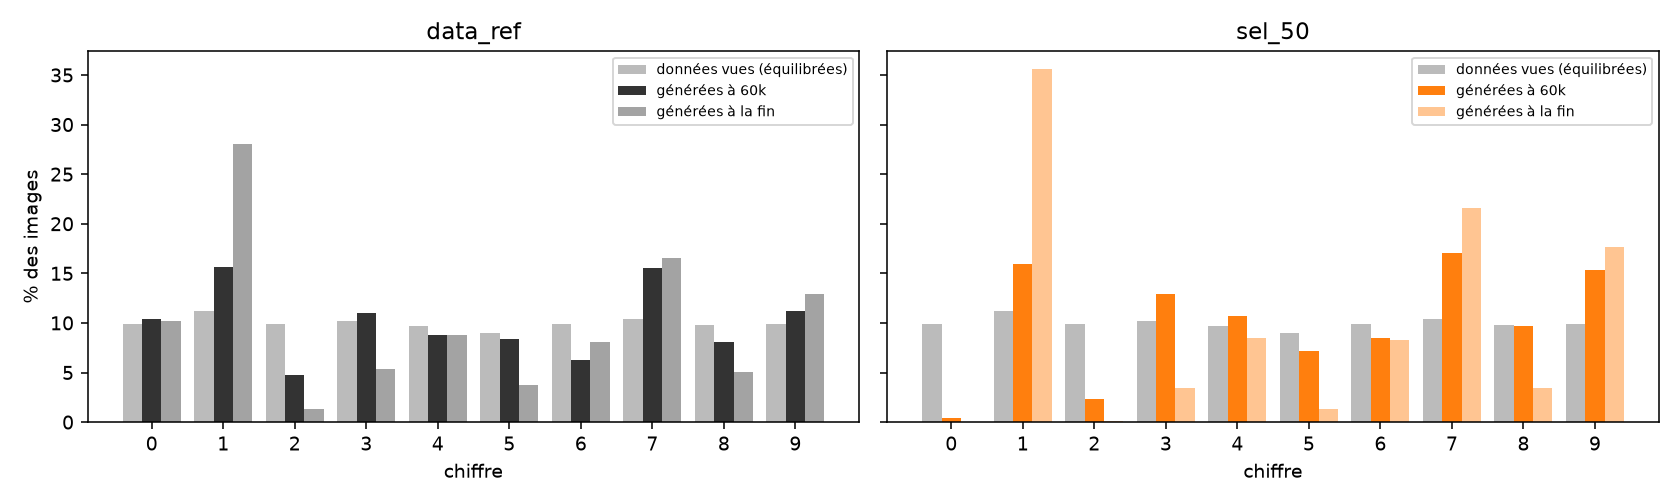 data_ref
données vues (équilibrées)
générées à 60k
générées à la fin
35
30
25
20
15
10
5
0
% des images
0 1 2 3 4 5 6 7 8 9
chiffre
sel_50
données vues (équilibrées)
générées à 60k
générées à la fin
0 1 2 3 4 5 6 7 8 9
chiffre